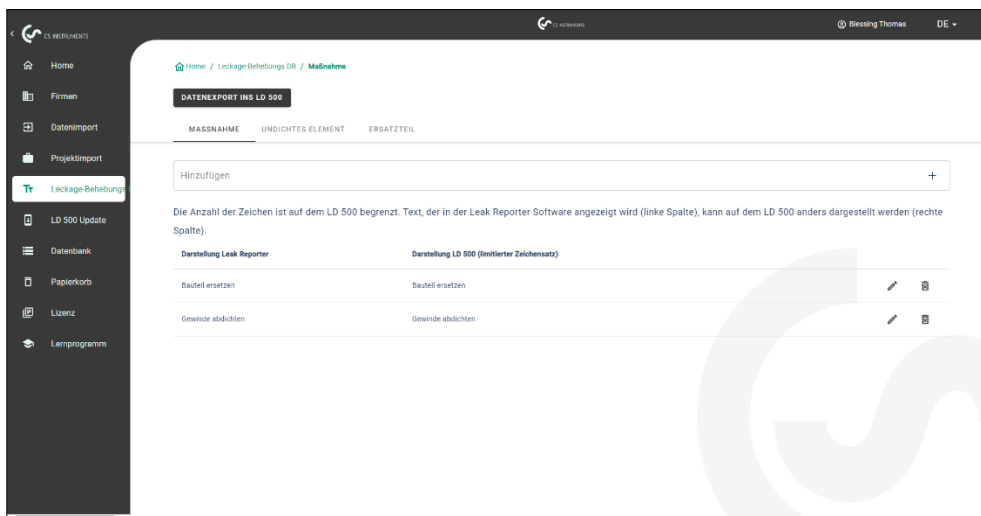 CS INSTRUMENTS
CS INSTRUMENTS
Blessing Thomas
DE
Home
Firmen
Datenimport
Projektimport
Leckage-Behebungs
LD 500 Update
Datenbank
Papierkorb
Lizenz
Lernprogramm
Home / Leckage-Behebungs DB / Maßnahme
DATENEXPORT INS LD 500
MASSNAHME UNDICHTES ELEMENT ERSATZTEIL
Hinzufügen +
Die Anzahl der Zeichen ist auf dem LD 500 begrenzt. Text, der in der Leak Reporter Software angezeigt wird (linke Spalte), kann auf dem LD 500 anders dargestellt werden (rechte
Spalte).
Darstellung Leak Reporter Darstellung LD 500 (limitierter Zeichensatz)
Bauteil ersetzen Bauteil ersetzen
Gewinde abdichten Gewinde abdichten